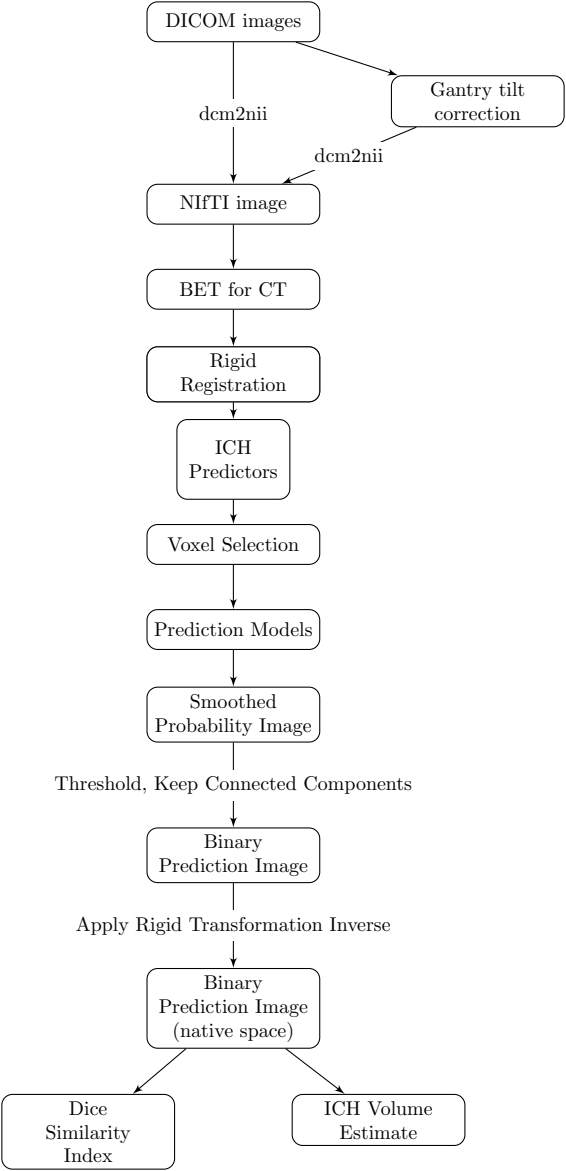 DICOM images
Gantry tilt
correction
dcm2nii
dcm2nii
NIfTI image
BET for CT
Rigid
Registration
ICH
Predictors
Voxel Selection
Prediction Models
Smoothed
Probability Image
Threshold, Keep Connected Components
Binary
Prediction Image
Apply Rigid Transformation Inverse
Binary
Prediction Image
(native space)
Dice
Similarity
Index
ICH Volume
Estimate